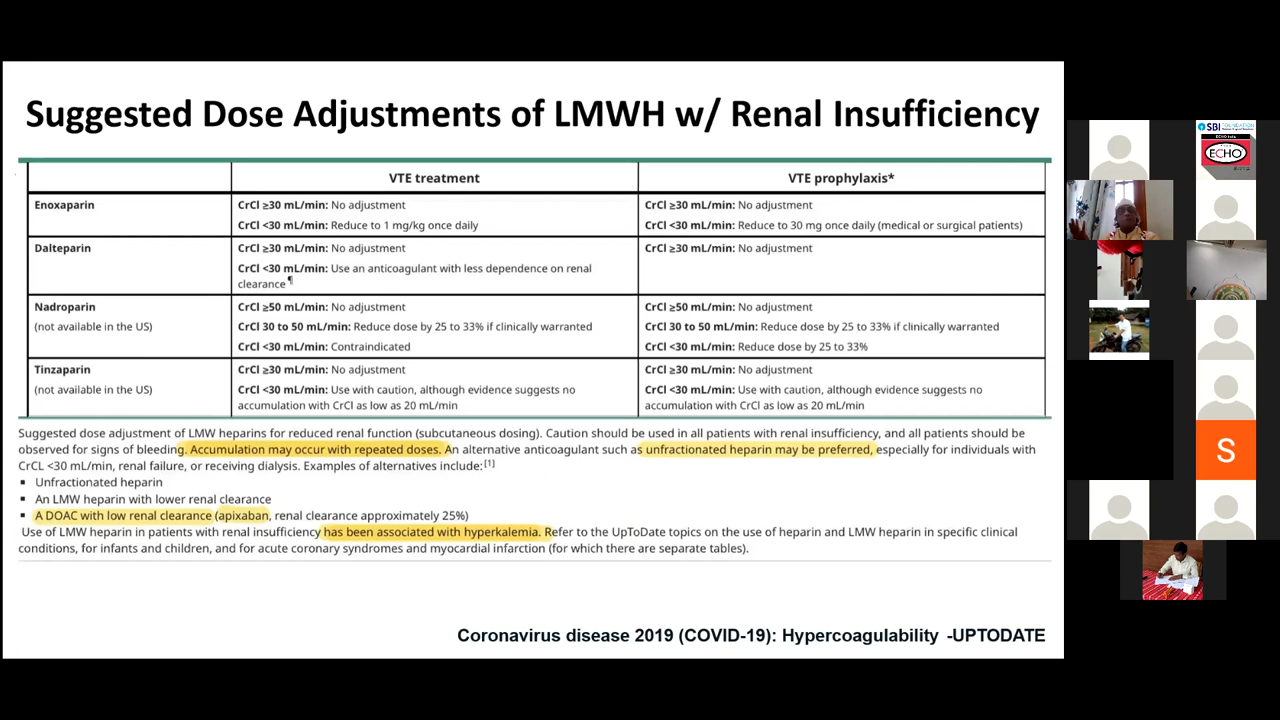 Suggested Dose Adjustments of LMWH w/ Renal Insufficiency
VTE treatment
VTE prophylaxis*
Enoxaparin
CrCl ≥30 mL/min: No adjustment
CrCl <30 mL/min: Reduce to 1 mg/kg once daily
CrCl ≥30 mL/min: No adjustment
CrCl <30 mL/min: Reduce to 30 mg once daily (medical or surgical patients)
Dalteparin
CrCl ≥30 mL/min: No adjustment
CrCl <30 mL/min: Use an anticoagulant with less dependence on renal
clearance¶
CrCl ≥30 mL/min: No adjustment
Nadroparin
(not available in the US)
CrCl ≥50 mL/min: No adjustment
CrCl 30 to 50 mL/min: Reduce dose by 25 to 33% if clinically warranted
CrCl <30 mL/min: Contraindicated
CrCl ≥50 mL/min: No adjustment
CrCl 30 to 50 mL/min: Reduce dose by 25 to 33% if clinically warranted
CrCl <30 mL/min: Reduce dose by 25 to 33%
Tinzaparin
(not available in the US)
CrCl ≥30 mL/min: No adjustment
CrCl <30 mL/min: Use with caution, although evidence suggests no
accumulation with CrCl as low as 20 mL/min
CrCl ≥30 mL/min: No adjustment
CrCl <30 mL/min: Use with caution, although evidence suggests no
accumulation with CrCl as low as 20 mL/min
Suggested dose adjustment of LMW heparins for reduced renal function (subcutaneous dosing). Caution should be used in all patients with renal insufficiency, and all patients should be
observed for signs of bleeding. Accumulation may occur with repeated doses. An alternative anticoagulant such as unfractionated heparin may be preferred, especially for individuals with
CrCL <30 mL/min, renal failure, or receiving dialysis. Examples of alternatives include:[1]
▪ Unfractionated heparin
▪ An LMW heparin with lower renal clearance
▪ A DOAC with low renal clearance (apixaban, renal clearance approximately 25%)
Use of LMW heparin in patients with renal insufficiency has been associated with hyperkalemia. Refer to the UpToDate topics on the use of heparin and LMW heparin in specific clinical
conditions, for infants and children, and for acute coronary syndromes and myocardial infarction (for which there are separate tables).
Coronavirus disease 2019 (COVID-19): Hypercoagulability -UPTODATE
SBI FOUNDATION
ECHO India
ECHO
S